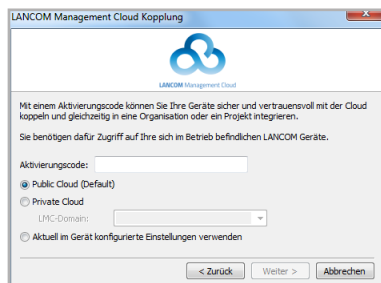 LANCOM Management Cloud Kopplung
LANCOM Management Cloud
Mit einem Aktivierungscode können Sie Ihre Geräte sicher und vertrauensvoll mit der Cloud
koppeln und gleichzeitig in eine Organisation oder ein Projekt integrieren.
Sie benötigen dafür Zugriff auf Ihre sich im Betrieb befindlichen LANCOM Geräte.
Aktivierungscode:
Public Cloud (Default)
Private Cloud
LMC-Domain:
Aktuell im Gerät konfigurierte Einstellungen verwenden
< Zurück Weiter > Abbrechen